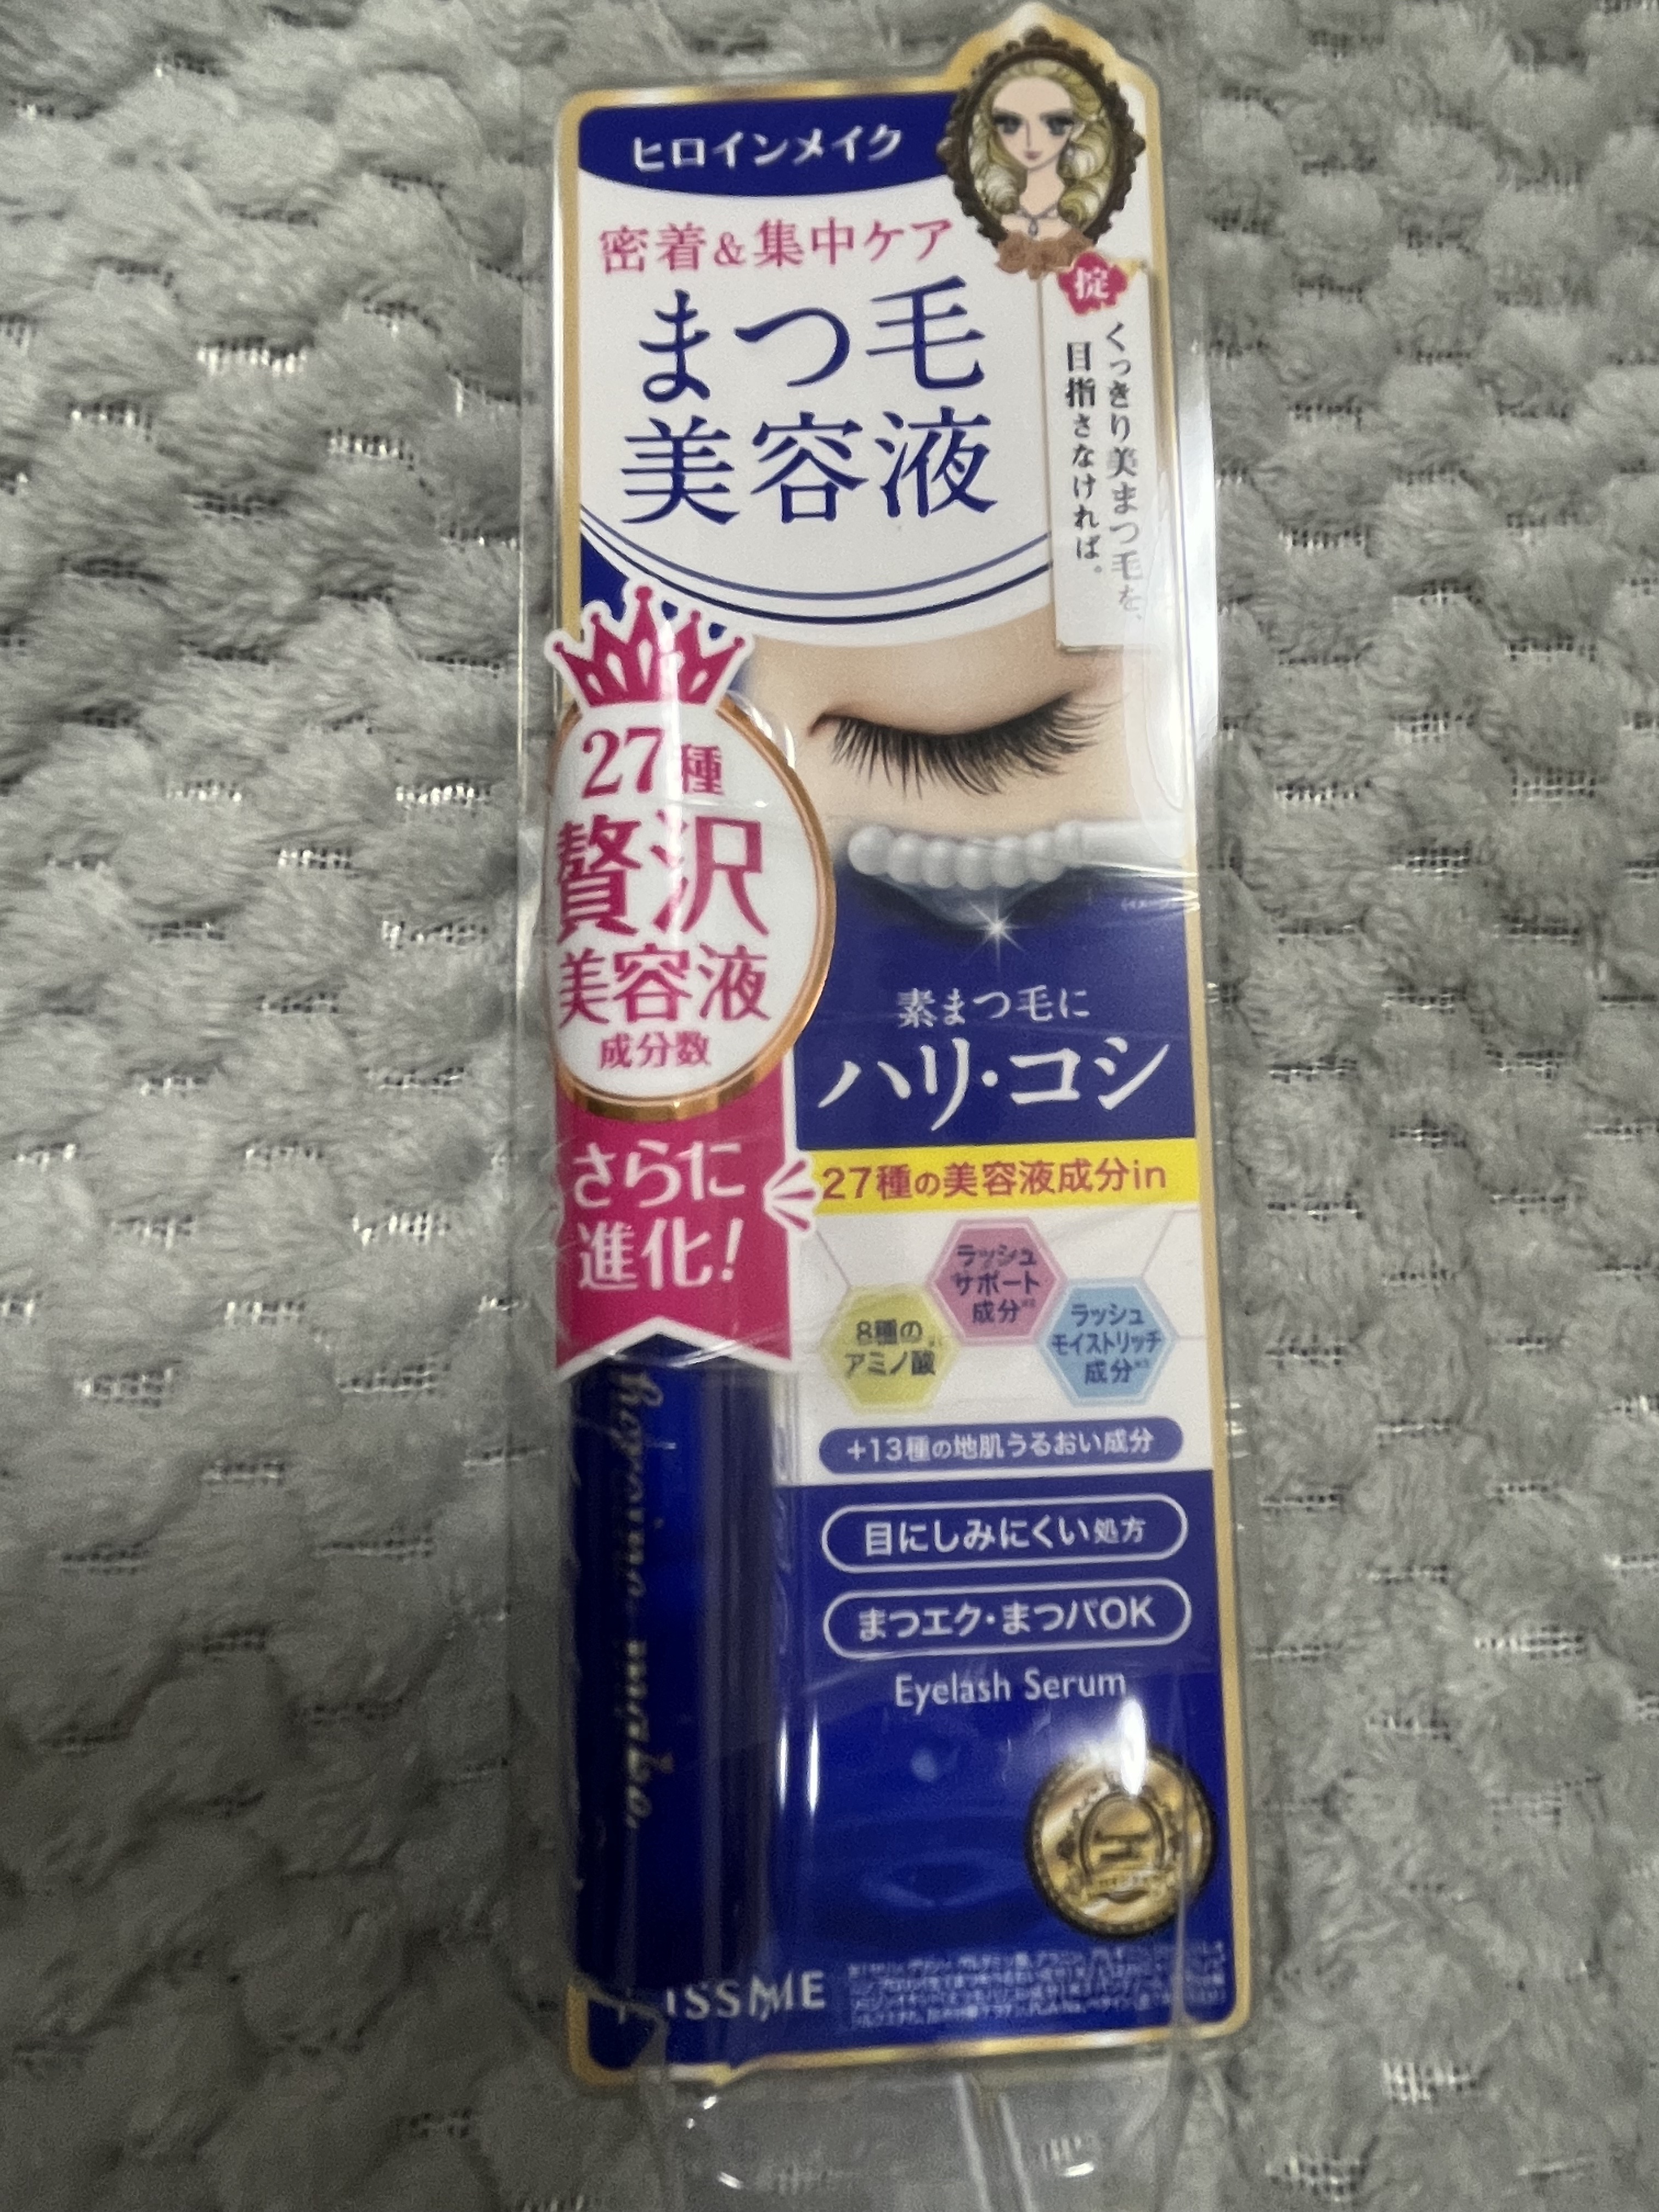 ヒロインメイク
密着&集中ケア
まつ毛
美容液
掟
くっきり美まつ毛を、
目指さなければ。
27種
贅沢
美容液
成分数
さらに
進化!
素まつ毛に
ハリ・コシ
27種の美容液成分in
ラッシュ
サポート
成分
8種の
アミノ酸
ラッシュ
モイストリッチ
成分
+13種の地肌うるおい成分
目にしみにくい処方
まつエク・まつパOK
Eyelash Serum
heroine make
KISSME